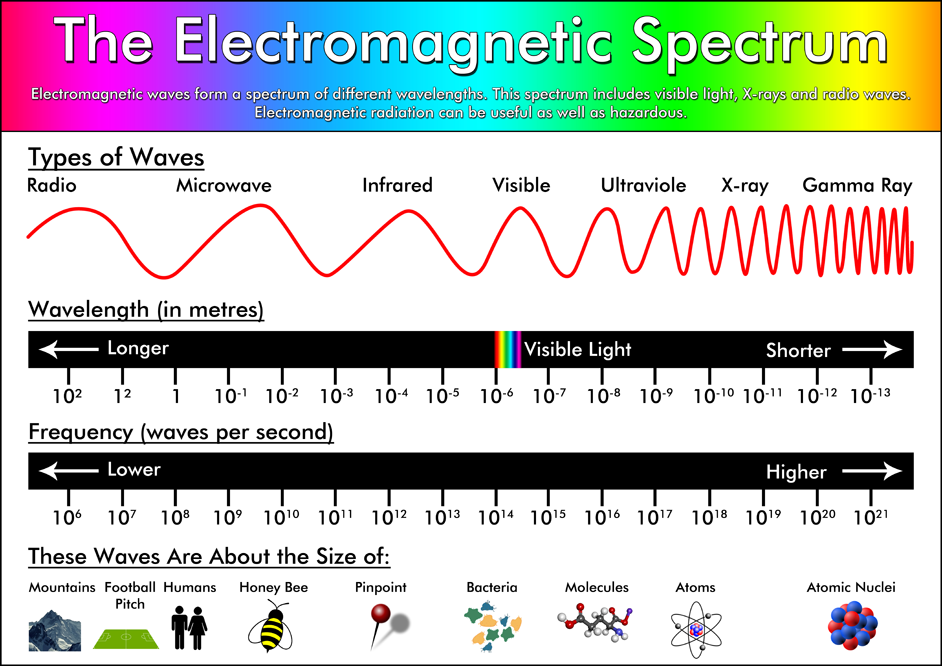 The Electromagnetic Spectrum
Electromagnetic waves form a spectrum of different wavelengths. This spectrum includes visible light, X-rays and radio waves.
Electromagnetic radiation can be useful as well as hazardous.
Types of Waves
Radio Microwave Infrared Visible Ultraviole X-ray Gamma Ray
Wavelength (in metres)
Longer Visible Light Shorter
10² 1² 1 10⁻¹ 10⁻² 10⁻³ 10⁻⁴ 10⁻⁵ 10⁻⁶ 10⁻⁷ 10⁻⁸ 10⁻⁹ 10⁻¹⁰ 10⁻¹¹ 10⁻¹² 10⁻¹³
Frequency (waves per second)
Lower Higher
10⁶ 10⁷ 10⁸ 10⁹ 10¹⁰ 10¹¹ 10¹² 10¹³ 10¹⁴ 10¹⁵ 10¹⁶ 10¹⁷ 10¹⁸ 10¹⁹ 10²⁰ 10²¹
These Waves Are About the Size of:
Mountains Football Humans Honey Bee Pinpoint Bacteria Molecules Atoms Atomic Nuclei
Pitch